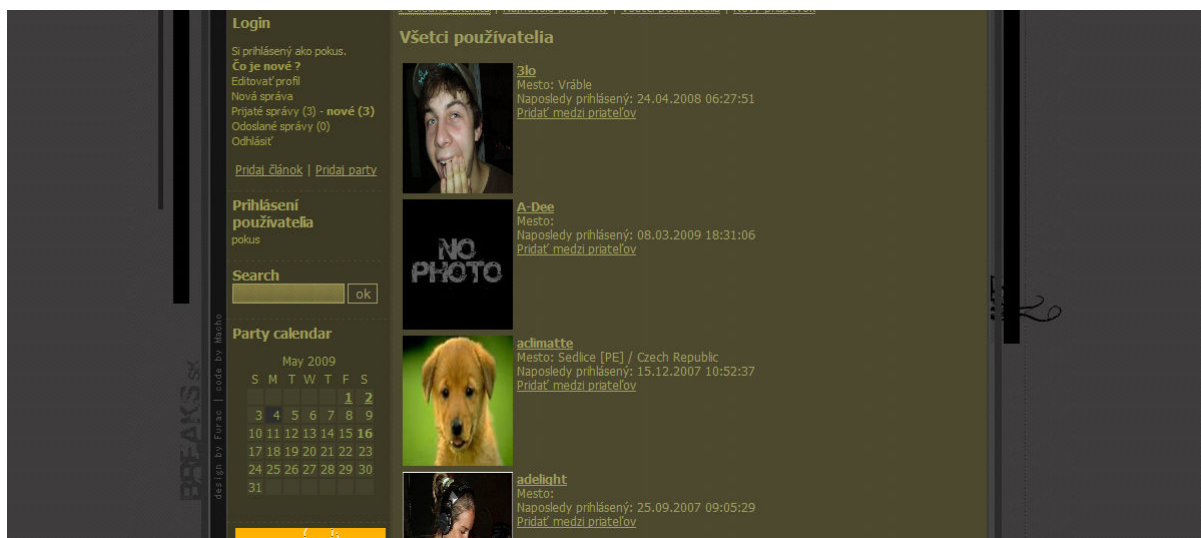 Login
Si prihlásený ako pokus.
Čo je nové ?
Editovať profil
Nová správa
Prijaté správy (3) - nové (3)
Odoslané správy (0)
Odhlásiť
Pridaj článok | Pridaj party
Prihlásení
používatelia
pokus
Search
ok
Party calendar
May 2009
S M T W T F S
1 2
3 4 5 6 7 8 9
10 11 12 13 14 15 16
17 18 19 20 21 22 23
24 25 26 27 28 29 30
31
BREAKS.SK
design by Furac | code by Macho
Všetci používatelia
3lo
Mesto: Vráble
Naposledy prihlásený: 24.04.2008 06:27:51
Pridať medzi priateľov
NO
PHOTO
A-Dee
Mesto:
Naposledy prihlásený: 08.03.2009 18:31:06
Pridať medzi priateľov
aclimatte
Mesto: Sedlice [PE] / Czech Republic
Naposledy prihlásený: 15.12.2007 10:52:37
Pridať medzi priateľov
adelight
Mesto:
Naposledy prihlásený: 25.09.2007 09:05:29
Pridať medzi priateľov